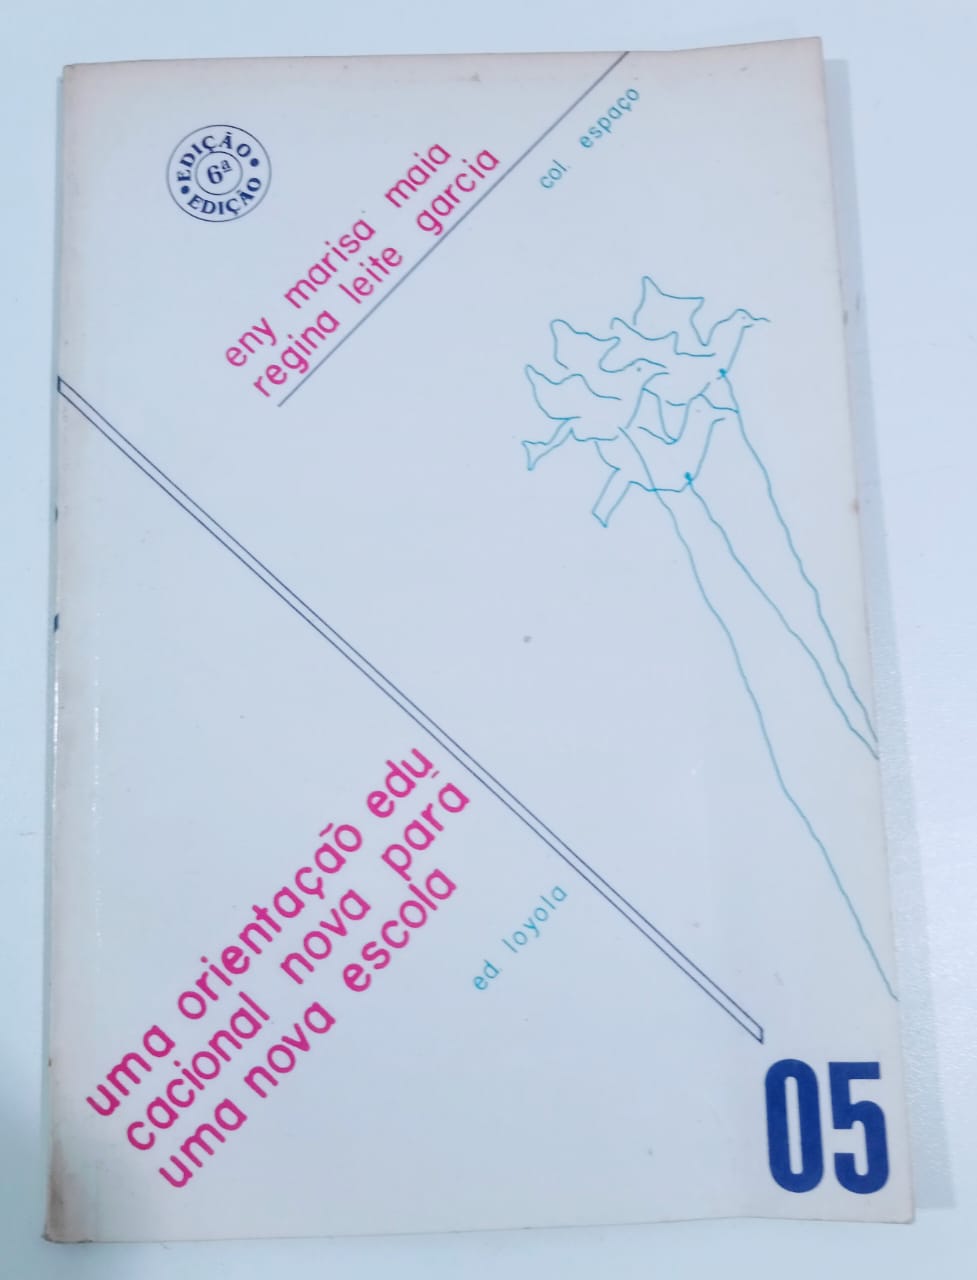 EDIÇÃO
6ª
EDIÇÃO
eny marisa maia
regina leite garcia
col. espaço
uma orientação edu
cacional nova para
uma nova escola
ed. loyola
05